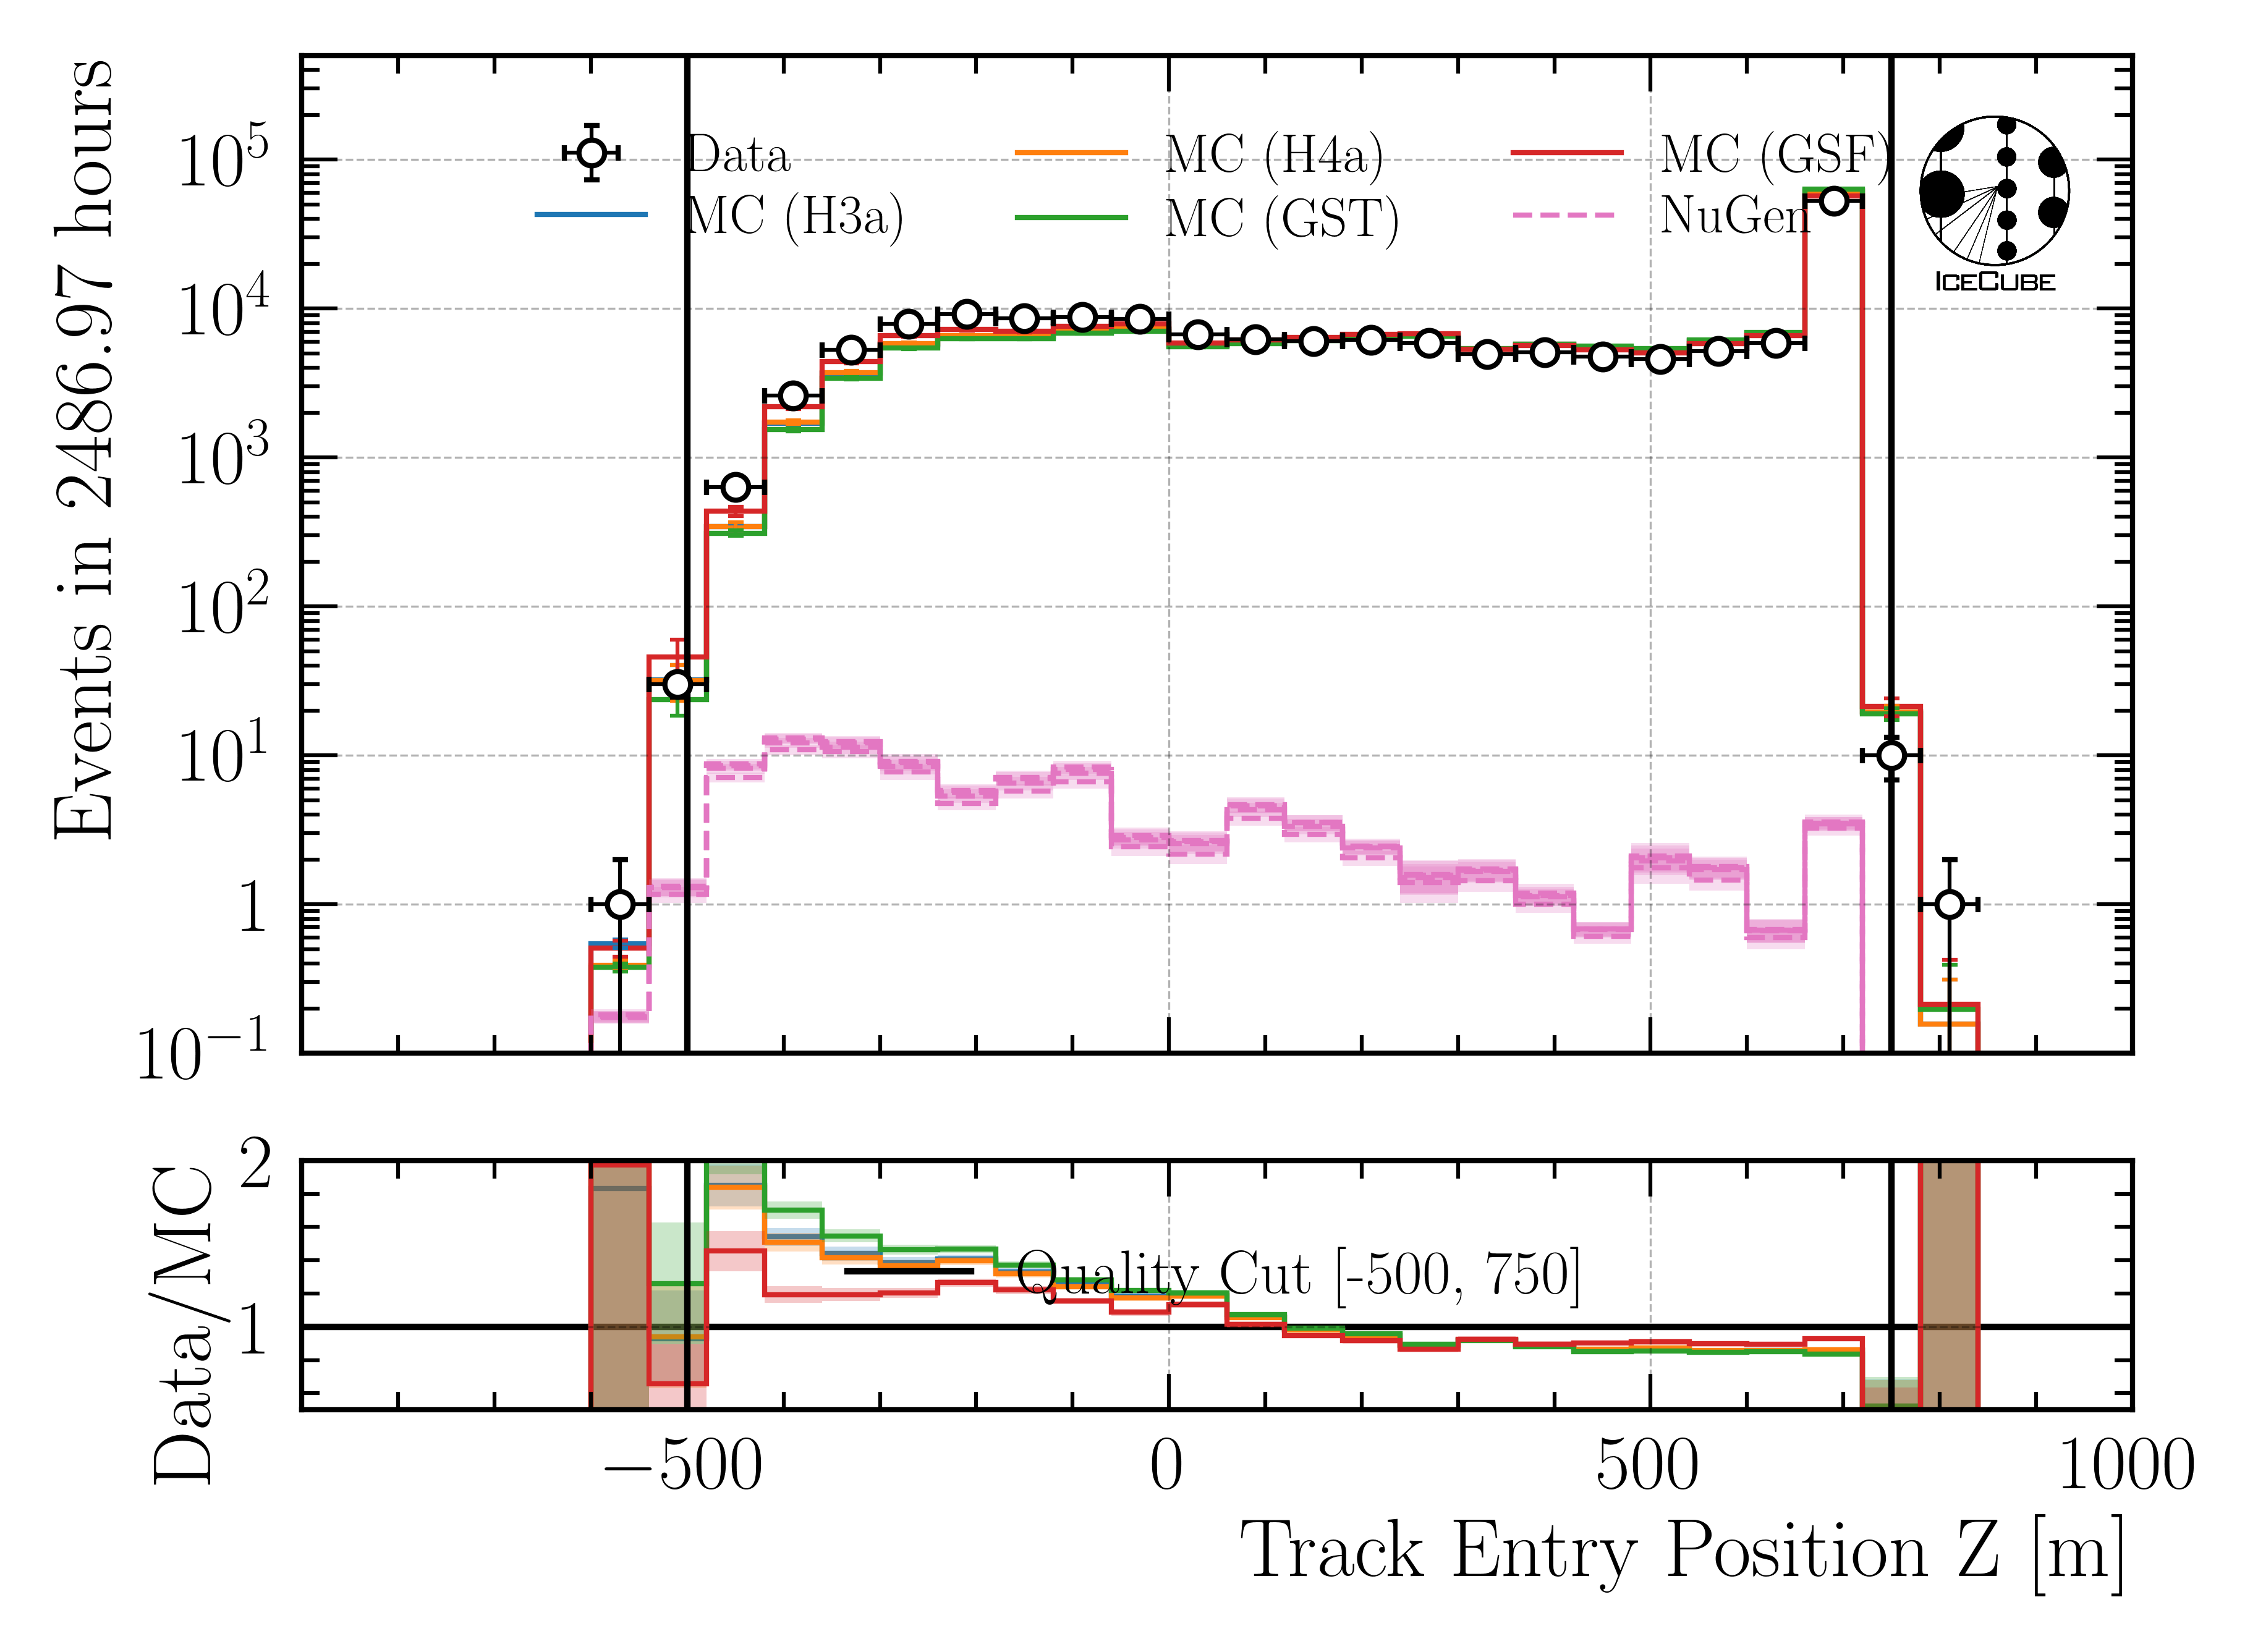 Events in 2486.97 hours
10^5
10^4
10^3
10^2
10^1
1
10^−1
Data
MC (H3a)
MC (H4a)
MC (GST)
MC (GSF)
NuGen
ICECUBE
Data/MC
2
1
Quality Cut [-500, 750]
−500 0 500 1000
Track Entry Position Z [m]